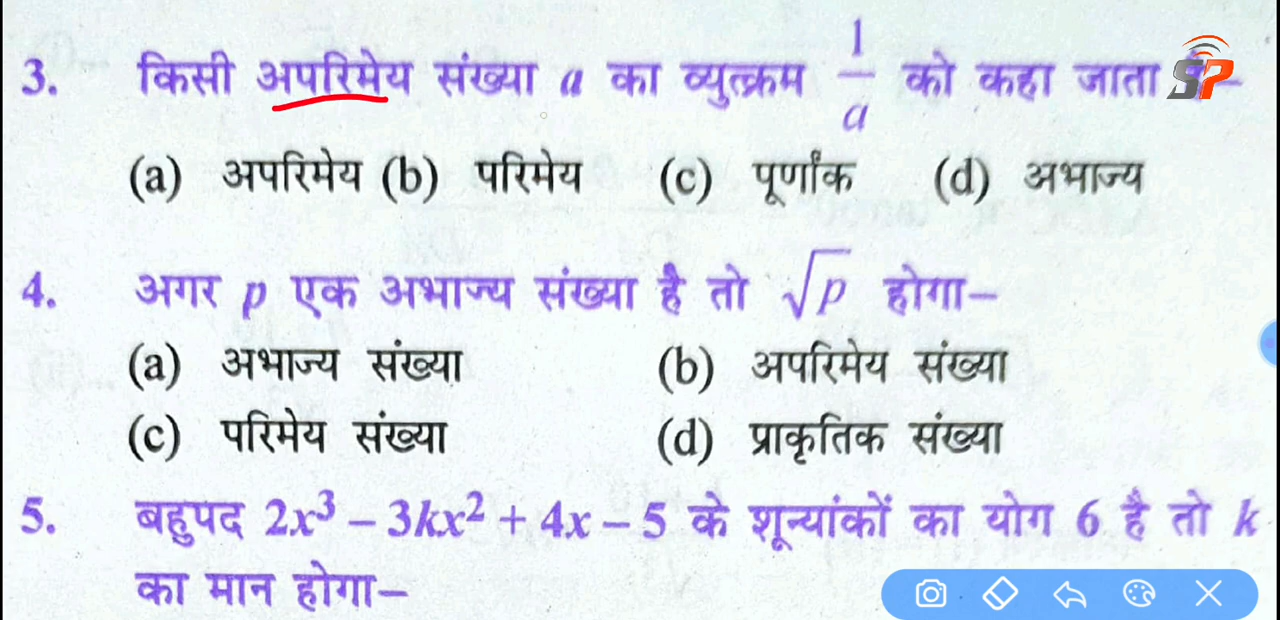 3. किसी अपरिमेय संख्या a का व्युत्क्रम 1/a को कहा जाता
SP
(a) अपरिमेय (b) परिमेय (c) पूर्णांक (d) अभाज्य
4. अगर p एक अभाज्य संख्या है तो √p होगा–
(a) अभाज्य संख्या (b) अपरिमेय संख्या
(c) परिमेय संख्या (d) प्राकृतिक संख्या
5. बहुपद 2x³ – 3kx² + 4x – 5 के शून्यांकों का योग 6 है तो k
का मान होगा–